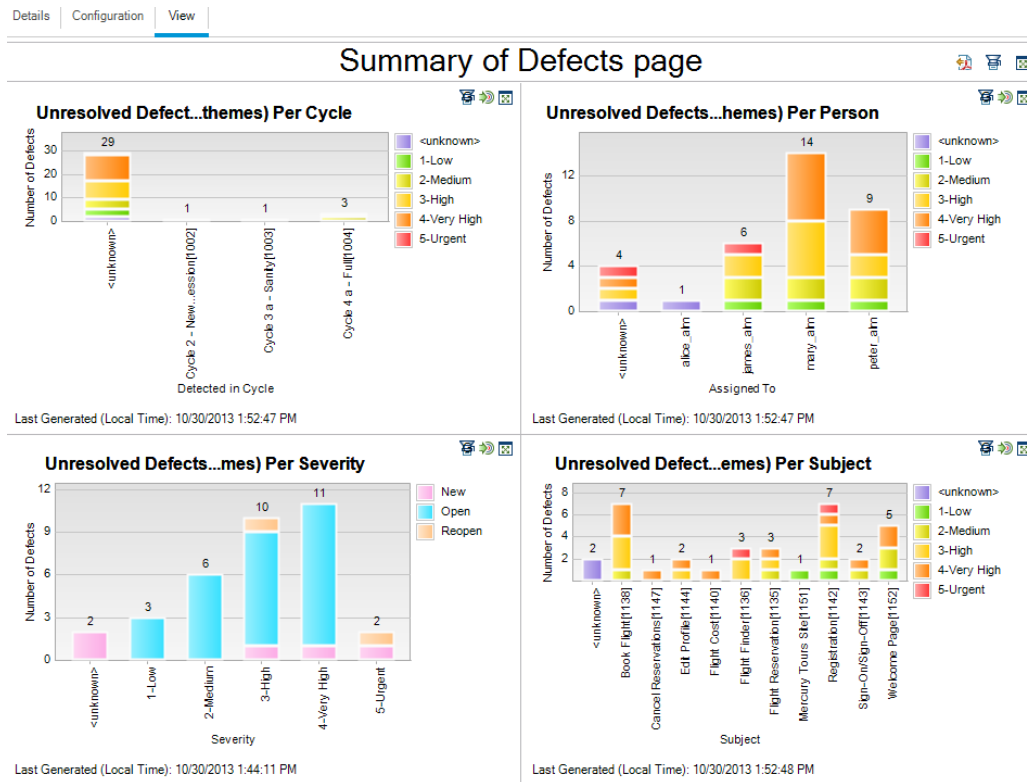 Details Configuration View
Summary of Defects page
Unresolved Defect...themes) Per Cycle
Number of Defects
30
20
10
0
29
1
1
3
<unknown>
Cycle 2 - New...ession[1002]
Cycle 3 a - Sanity[1003]
Cycle 4 a - Full[1004]
Detected in Cycle
<unknown>
1-Low
2-Medium
3-High
4-Very High
5-Urgent
Last Generated (Local Time): 10/30/2013 1:52:47 PM
Unresolved Defects...hemes) Per Person
Number of Defects
12
8
4
0
4
1
6
14
9
<unknown>
alice_alm
james_alm
mary_alm
peter_alm
Assigned To
<unknown>
1-Low
2-Medium
3-High
4-Very High
5-Urgent
Last Generated (Local Time): 10/30/2013 1:52:47 PM
Unresolved Defects...mes) Per Severity
Number of Defects
12
9
6
3
0
2
3
6
10
11
2
<unknown>
1-Low
2-Medium
3-High
4-Very High
5-Urgent
Severity
New
Open
Reopen
Last Generated (Local Time): 10/30/2013 1:44:11 PM
Unresolved Defect...emes) Per Subject
Number of Defects
8
6
4
2
2
7
1
2
1
3
3
1
7
2
5
<unknown>
Book Flight[1138]
Cancel Reservations[1147]
Edit Profile[1144]
Flight Cost[1140]
Flight Finder[1136]
Flight Reservation[1135]
Mercury Tours Site[1151]
Registration[1142]
Sign-On/Sign-Off[1143]
Welcome Page[1152]
Subject
<unknown>
1-Low
2-Medium
3-High
4-Very High
5-Urgent
Last Generated (Local Time): 10/30/2013 1:52:48 PM